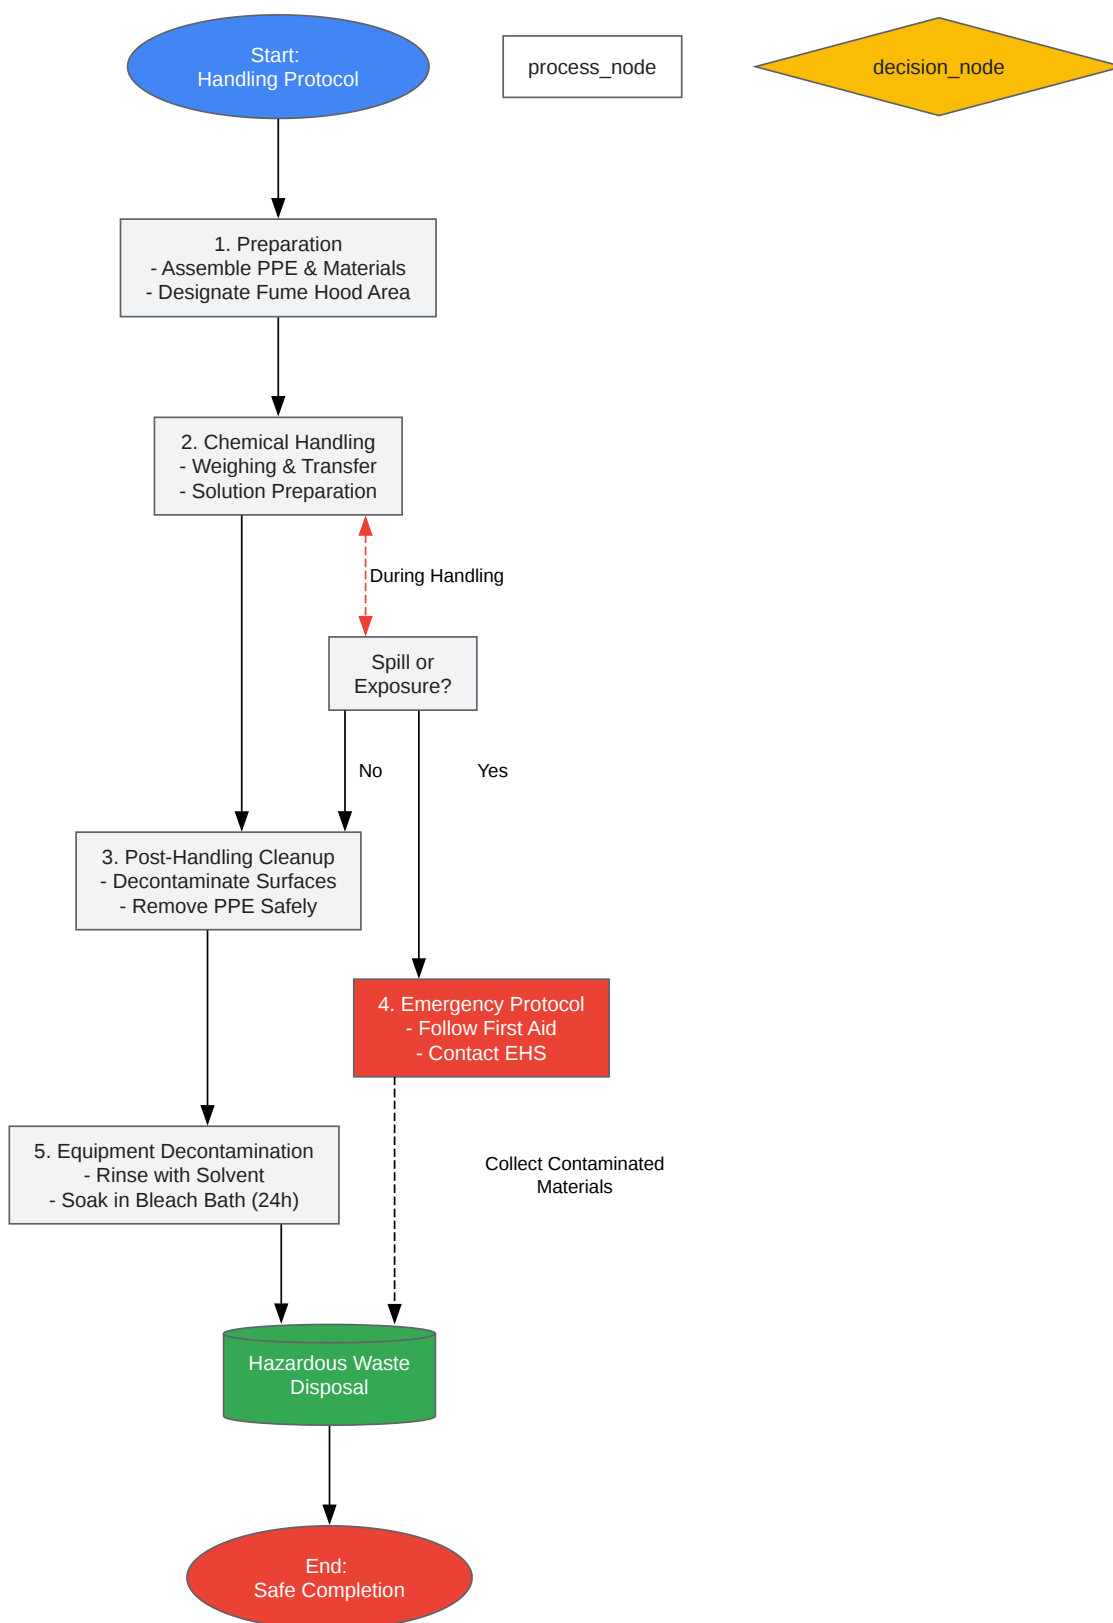 Start:
Handling Protocol
process_node
decision_node
1. Preparation
- Assemble PPE & Materials
- Designate Fume Hood Area
2. Chemical Handling
- Weighing & Transfer
- Solution Preparation
During Handling
Spill or
Exposure?
No
Yes
3. Post-Handling Cleanup
- Decontaminate Surfaces
- Remove PPE Safely
4. Emergency Protocol
- Follow First Aid
- Contact EHS
5. Equipment Decontamination
- Rinse with Solvent
- Soak in Bleach Bath (24h)
Collect Contaminated
Materials
Hazardous Waste
Disposal
End:
Safe Completion